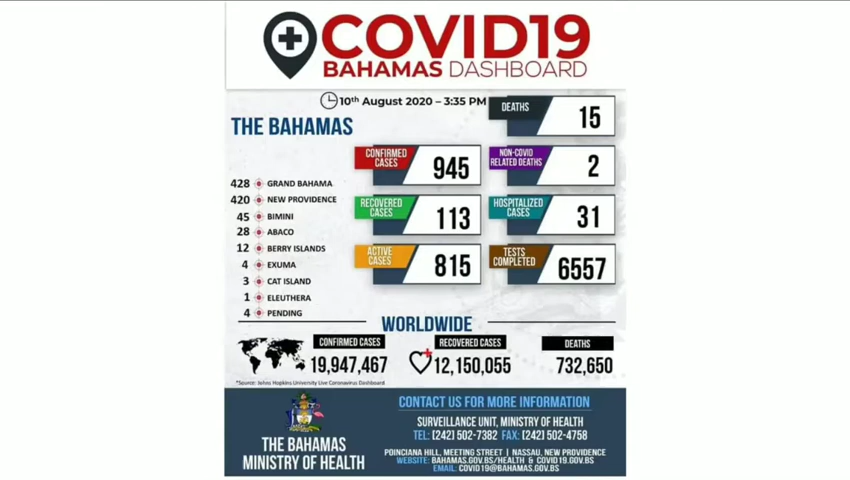 COVID19
BAHAMAS DASHBOARD
10th August 2020 – 3:35 PM
THE BAHAMAS
428 GRAND BAHAMA
420 NEW PROVIDENCE
45 BIMINI
28 ABACO
12 BERRY ISLANDS
4 EXUMA
3 CAT ISLAND
1 ELEUTHERA
4 PENDING
CONFIRMED
CASES
945
RECOVERED
CASES
113
ACTIVE
CASES
815
DEATHS
15
NON-COVID
RELATED DEATHS
2
HOSPITALIZED
CASES
31
TESTS
COMPLETED
6557
WORLDWIDE
CONFIRMED CASES
19,947,467
RECOVERED CASES
12,150,055
DEATHS
732,650
*Source: Johns Hopkins University Live Coronavirus Dashboard
THE BAHAMAS
MINISTRY OF HEALTH
CONTACT US FOR MORE INFORMATION
SURVEILLANCE UNIT, MINISTRY OF HEALTH
TEL: (242) 502-7382 FAX: (242) 502-4758
POINCIANA HILL, MEETING STREET | NASSAU, NEW PROVIDENCE
WEBSITE: BAHAMAS.GOV.BS/HEALTH & COVID19.GOV.BS
EMAIL: COVID19@BAHAMAS.GOV.BS